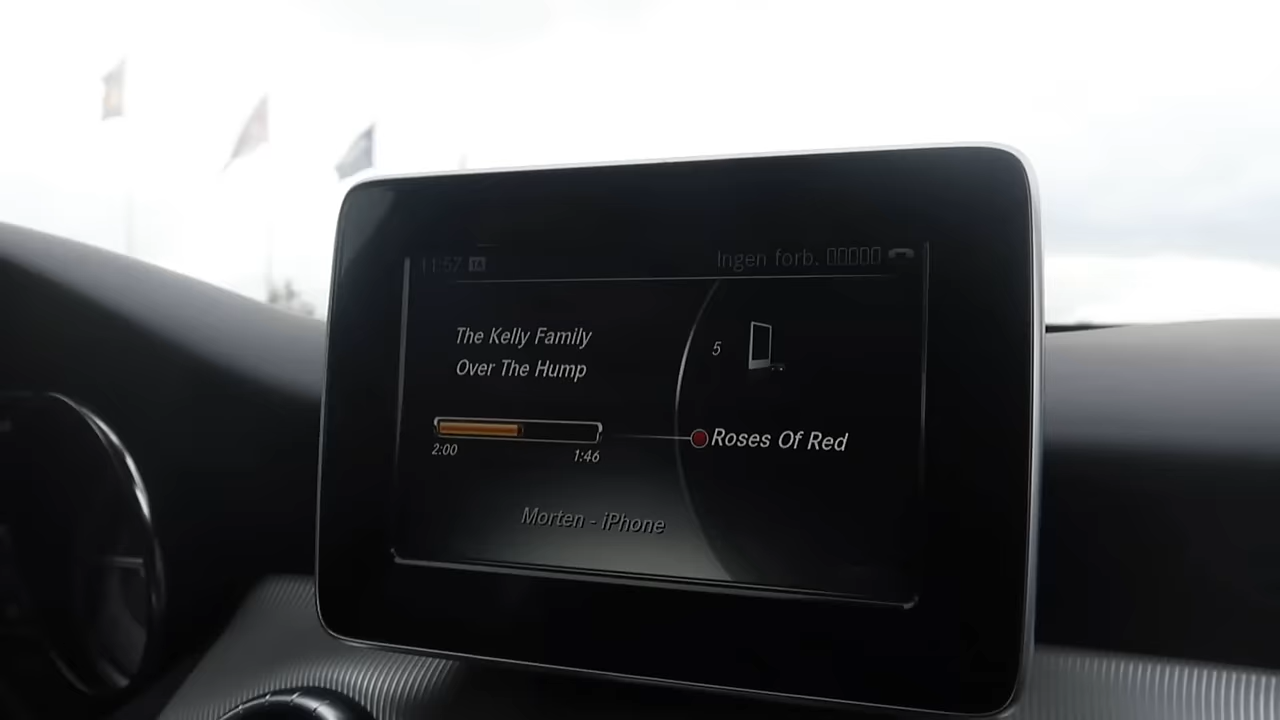 11:57 TA
Ingen forb.
The Kelly Family
Over The Hump
5
2:00
1:46
Roses Of Red
Morten - iPhone